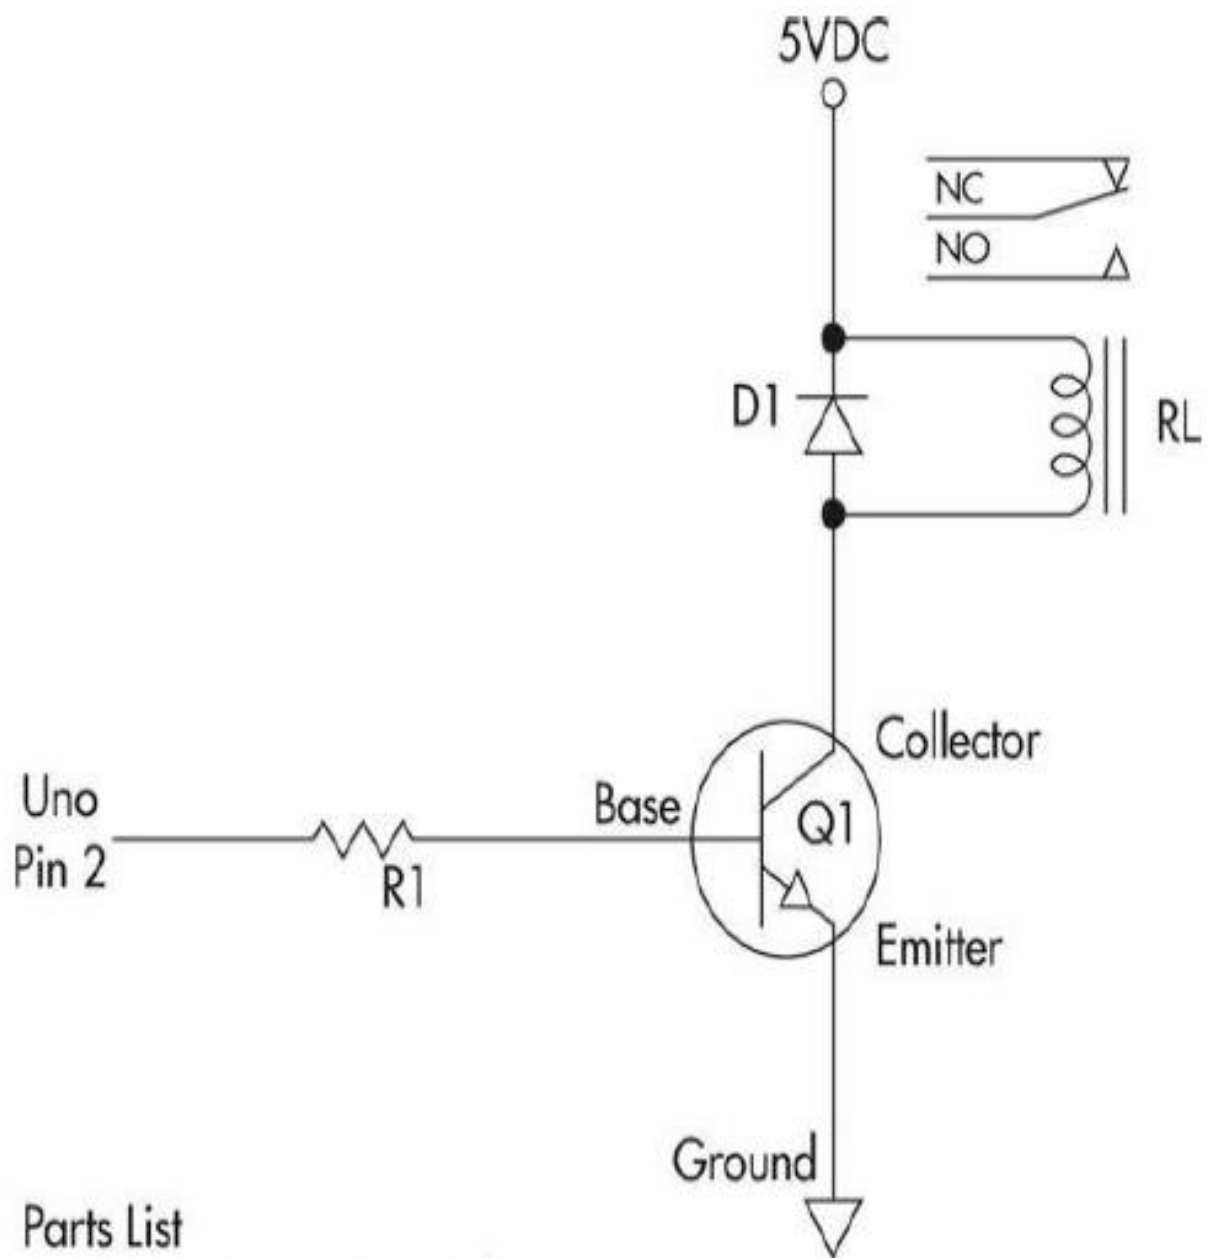 5VDC
NC
NO
D1
RL
Collector
Uno
Pin 2
Base
Q1
R1
Emitter
Ground
Parts List